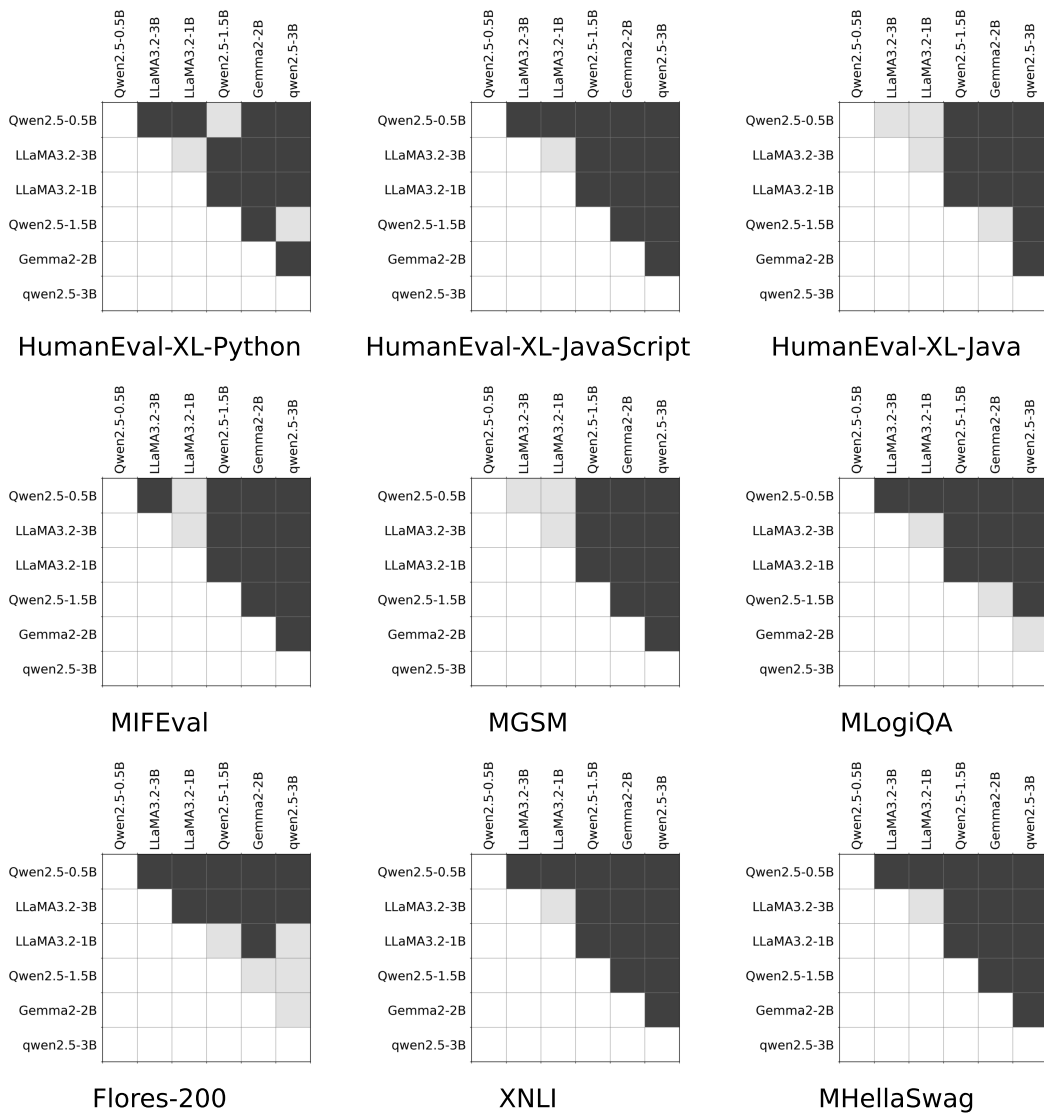 Qwen2.5-0.5B
LLaMA3.2-3B
LLaMA3.2-1B
Qwen2.5-1.5B
Gemma2-2B
qwen2.5-3B
Qwen2.5-0.5B
LLaMA3.2-3B
LLaMA3.2-1B
Qwen2.5-1.5B
Gemma2-2B
qwen2.5-3B
HumanEval-XL-Python
Qwen2.5-0.5B
LLaMA3.2-3B
LLaMA3.2-1B
Qwen2.5-1.5B
Gemma2-2B
qwen2.5-3B
Qwen2.5-0.5B
LLaMA3.2-3B
LLaMA3.2-1B
Qwen2.5-1.5B
Gemma2-2B
qwen2.5-3B
HumanEval-XL-JavaScript
Qwen2.5-0.5B
LLaMA3.2-3B
LLaMA3.2-1B
Qwen2.5-1.5B
Gemma2-2B
qwen2.5-3B
Qwen2.5-0.5B
LLaMA3.2-3B
LLaMA3.2-1B
Qwen2.5-1.5B
Gemma2-2B
qwen2.5-3B
HumanEval-XL-Java
Qwen2.5-0.5B
LLaMA3.2-3B
LLaMA3.2-1B
Qwen2.5-1.5B
Gemma2-2B
qwen2.5-3B
Qwen2.5-0.5B
LLaMA3.2-3B
LLaMA3.2-1B
Qwen2.5-1.5B
Gemma2-2B
qwen2.5-3B
MIFEval
Qwen2.5-0.5B
LLaMA3.2-3B
LLaMA3.2-1B
Qwen2.5-1.5B
Gemma2-2B
qwen2.5-3B
Qwen2.5-0.5B
LLaMA3.2-3B
LLaMA3.2-1B
Qwen2.5-1.5B
Gemma2-2B
qwen2.5-3B
MGSM
Qwen2.5-0.5B
LLaMA3.2-3B
LLaMA3.2-1B
Qwen2.5-1.5B
Gemma2-2B
qwen2.5-3B
Qwen2.5-0.5B
LLaMA3.2-3B
LLaMA3.2-1B
Qwen2.5-1.5B
Gemma2-2B
qwen2.5-3B
MLogiQA
Qwen2.5-0.5B
LLaMA3.2-3B
LLaMA3.2-1B
Qwen2.5-1.5B
Gemma2-2B
qwen2.5-3B
Qwen2.5-0.5B
LLaMA3.2-3B
LLaMA3.2-1B
Qwen2.5-1.5B
Gemma2-2B
qwen2.5-3B
Flores-200
Qwen2.5-0.5B
LLaMA3.2-3B
LLaMA3.2-1B
Qwen2.5-1.5B
Gemma2-2B
qwen2.5-3B
Qwen2.5-0.5B
LLaMA3.2-3B
LLaMA3.2-1B
Qwen2.5-1.5B
Gemma2-2B
qwen2.5-3B
XNLI
Qwen2.5-0.5B
LLaMA3.2-3B
LLaMA3.2-1B
Qwen2.5-1.5B
Gemma2-2B
qwen2.5-3B
Qwen2.5-0.5B
LLaMA3.2-3B
LLaMA3.2-1B
Qwen2.5-1.5B
Gemma2-2B
qwen2.5-3B
MHellaSwag